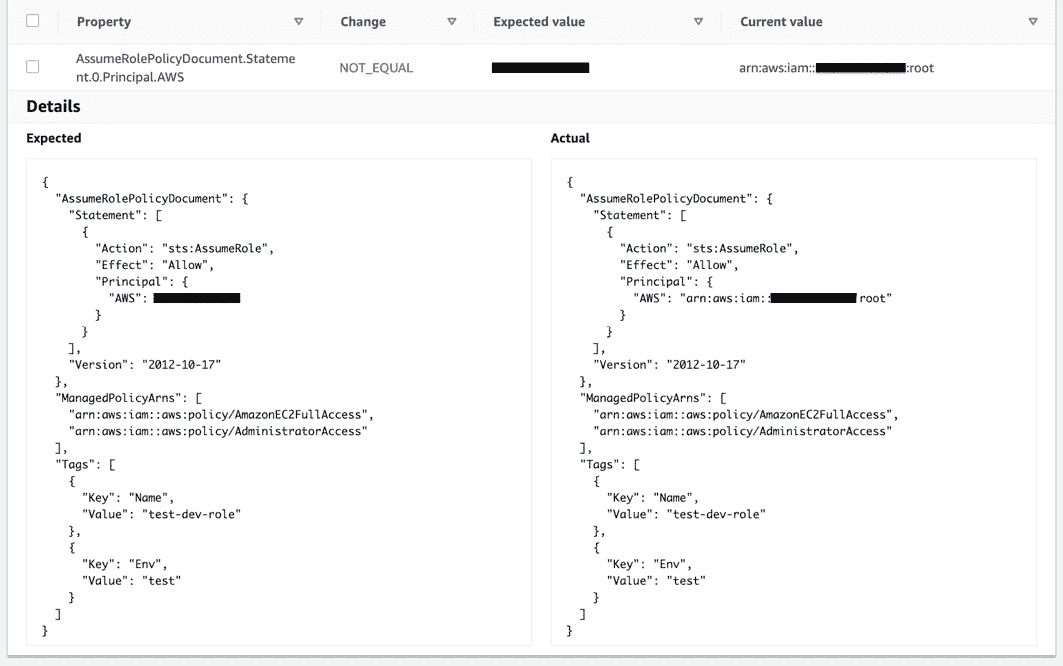 Property Change Expected value Current value
AssumeRolePolicyDocument.Stateme NOT_EQUAL arn:aws:iam:: :root
nt.0.Principal.AWS
Details
Expected
{
"AssumeRolePolicyDocument": {
"Statement": [
{
"Action": "sts:AssumeRole",
"Effect": "Allow",
"Principal": {
"AWS":
}
}
],
"Version": "2012-10-17"
},
"ManagedPolicyArns": [
"arn:aws:iam::aws:policy/AmazonEC2FullAccess",
"arn:aws:iam::aws:policy/AdministratorAccess"
],
"Tags": [
{
"Key": "Name",
"Value": "test-dev-role"
},
{
"Key": "Env",
"Value": "test"
}
]
}
Actual
{
"AssumeRolePolicyDocument": {
"Statement": [
{
"Action": "sts:AssumeRole",
"Effect": "Allow",
"Principal": {
"AWS": "arn:aws:iam:: root"
}
}
],
"Version": "2012-10-17"
},
"ManagedPolicyArns": [
"arn:aws:iam::aws:policy/AmazonEC2FullAccess",
"arn:aws:iam::aws:policy/AdministratorAccess"
],
"Tags": [
{
"Key": "Name",
"Value": "test-dev-role"
},
{
"Key": "Env",
"Value": "test"
}
]
}